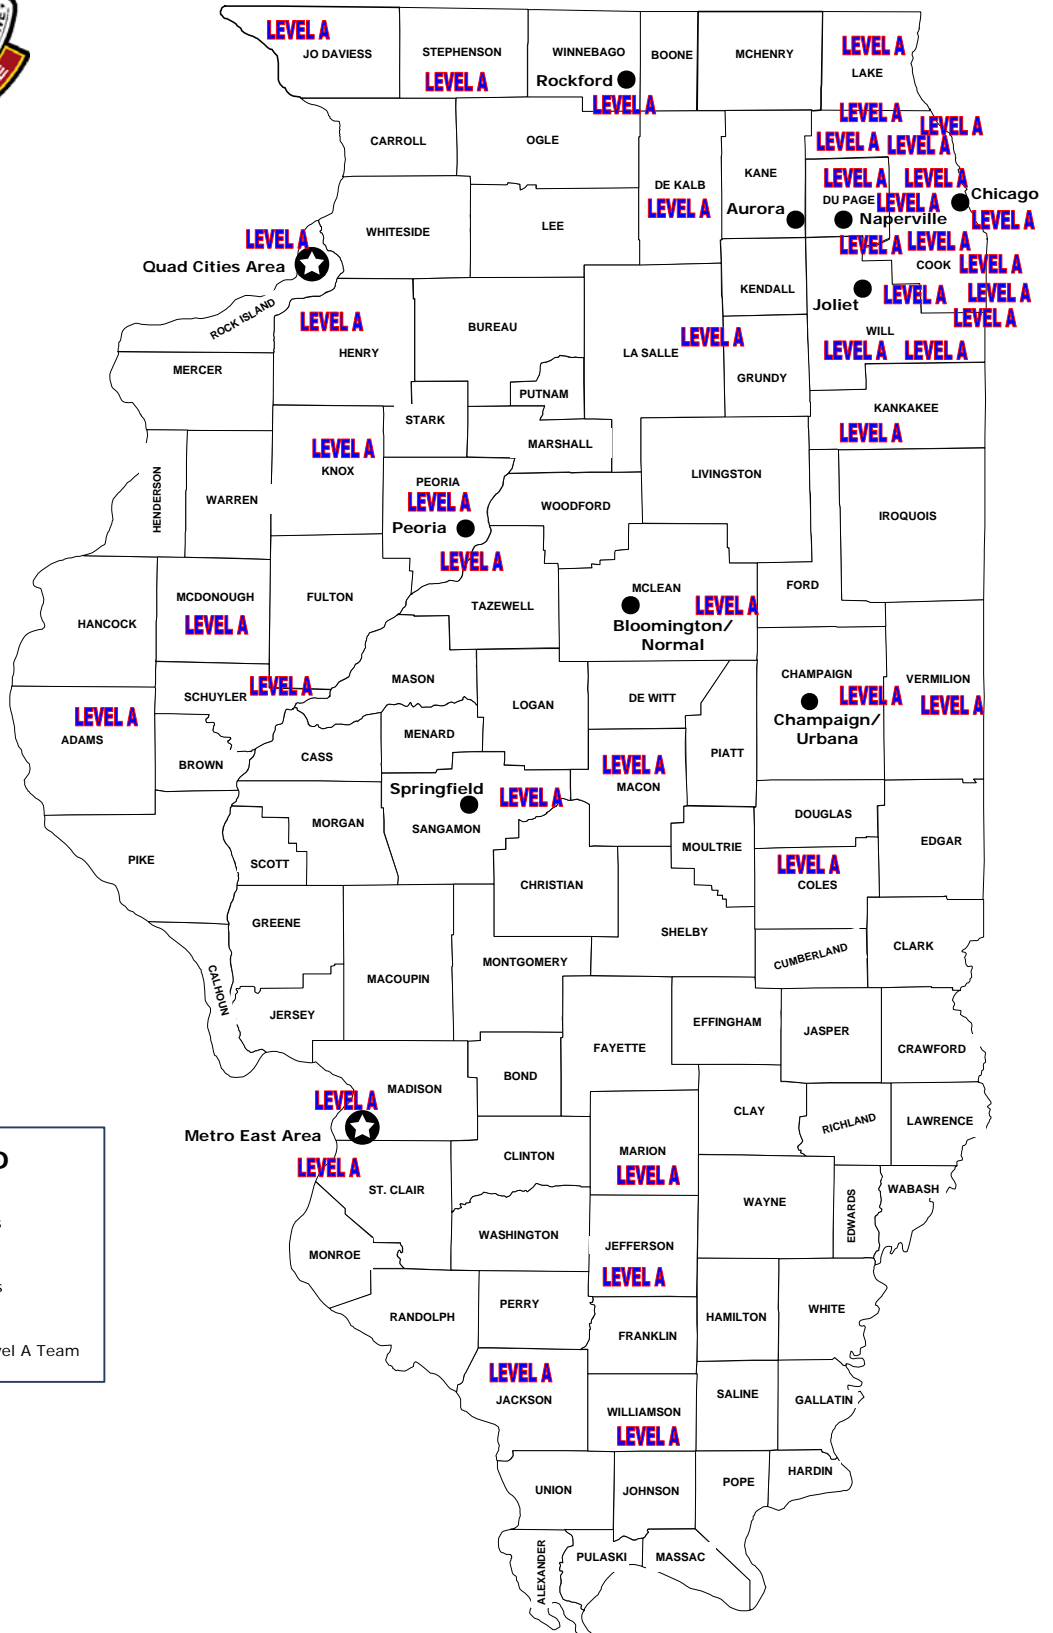 LEVEL A
JO DAVIESS
STEPHENSON
LEVEL A
WINNEBAGO
Rockford
LEVEL A
BOONE
MCHENRY
LEVEL A
LAKE
CARROLL
OGLE
LEVEL A
LEVEL A
LEVEL A
LEVEL A
KANE
DE KALB
LEVEL A
LEVEL A
LEVEL A
DU PAGE
LEVEL A
Chicago
Aurora
Naperville
LEVEL A
WHITESIDE
LEE
LEVEL A
Quad Cities Area
LEVEL A
LEVEL A
COOK
LEVEL A
KENDALL
Joliet
LEVEL A
LEVEL A
LEVEL A
ROCK ISLAND
LEVEL A
HENRY
BUREAU
LA SALLE
LEVEL A
WILL
LEVEL A
LEVEL A
MERCER
PUTNAM
GRUNDY
STARK
KANKAKEE
LEVEL A
LEVEL A
KNOX
MARSHALL
LIVINGSTON
HENDERSON
WARREN
PEORIA
LEVEL A
Peoria
WOODFORD
IROQUOIS
LEVEL A
MCDONOUGH
LEVEL A
FULTON
TAZEWELL
MCLEAN
LEVEL A
Bloomington/
Normal
FORD
HANCOCK
SCHUYLER
LEVEL A
MASON
LOGAN
DE WITT
CHAMPAIGN
LEVEL A
Champaign/
Urbana
VERMILION
LEVEL A
LEVEL A
ADAMS
BROWN
CASS
MENARD
PIATT
LEVEL A
MACON
Springfield
LEVEL A
SANGAMON
MORGAN
DOUGLAS
EDGAR
PIKE
SCOTT
MOULTRIE
LEVEL A
COLES
CHRISTIAN
GREENE
SHELBY
CUMBERLAND
CLARK
CALHOUN
MACOUPIN
MONTGOMERY
JERSEY
EFFINGHAM
JASPER
FAYETTE
CRAWFORD
MADISON
LEVEL A
BOND
CLAY
RICHLAND
LAWRENCE
Metro East Area
LEVEL A
ST. CLAIR
CLINTON
MARION
LEVEL A
WAYNE
EDWARDS
WABASH
MONROE
WASHINGTON
JEFFERSON
LEVEL A
RANDOLPH
PERRY
HAMILTON
WHITE
FRANKLIN
el A Team
LEVEL A
JACKSON
WILLIAMSON
LEVEL A
SALINE
GALLATIN
UNION
JOHNSON
POPE
HARDIN
ALEXANDER
PULASKI
MASSAC